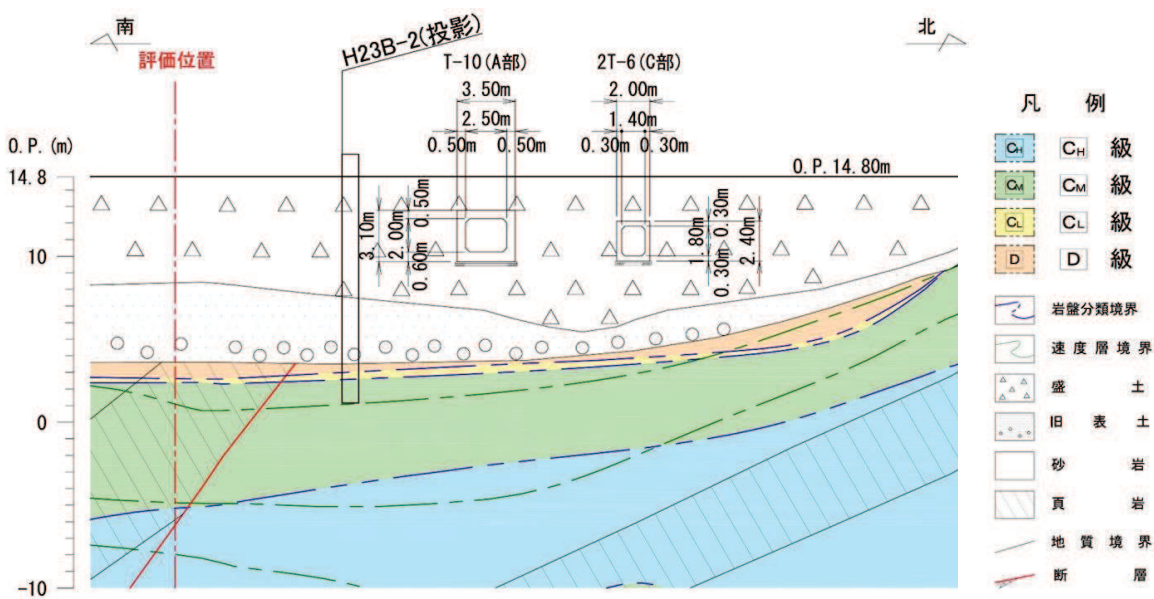 南
北
評価位置
H23B-2(投影)
T-10(A部)
3.50m
2.50m
0.50m
0.50m
2T-6(C部)
2.00m
1.40m
0.30m
0.30m
O.P.(m)
14.8
10
0
-10
O.P.14.80m
3.10m
2.00m
0.50m
0.60m
1.80m
0.30m
0.30m
2.40m
凡 例
CH CH 級
CM CM 級
CL CL 級
D D 級
岩盤分類境界
速度層境界
盛 土
旧 表 土
砂 岩
頁 岩
地 質 境 界
断 層